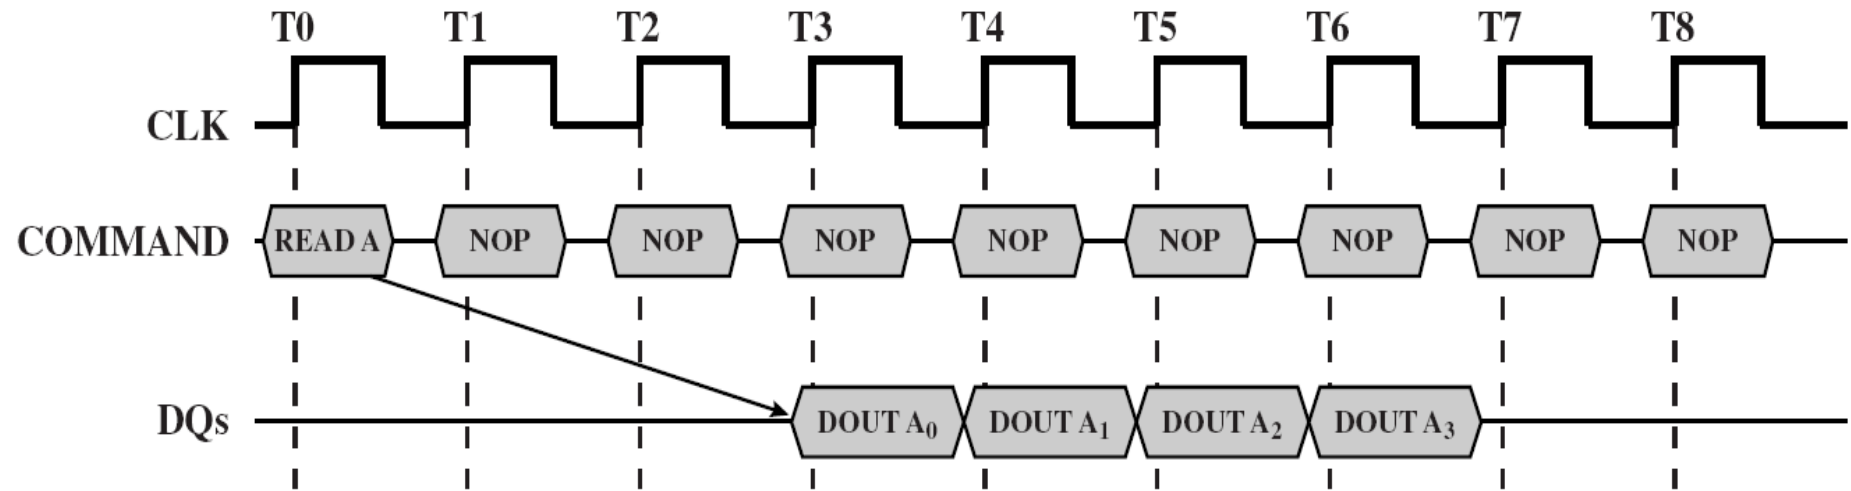 T0 T1 T2 T3 T4 T5 T6 T7 T8
CLK
COMMAND READ A NOP NOP NOP NOP NOP NOP NOP NOP
DQs DOUT A0 DOUT A1 DOUT A2 DOUT A3